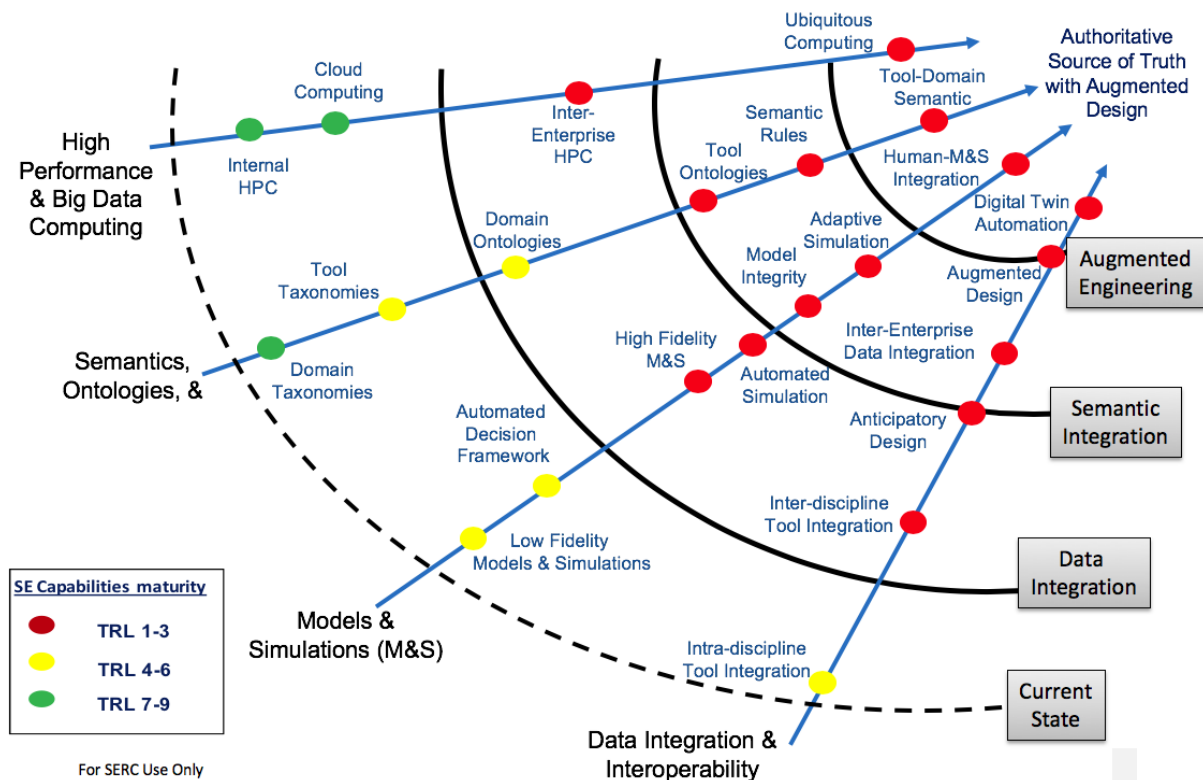 Ubiquitous
Computing
Authoritative
Source of Truth
with Augmented
Design
Cloud
Computing
Tool-Domain
Semantic
Inter-
Enterprise
HPC
Semantic
Rules
High
Performance
& Big Data
Computing
Internal
HPC
Tool
Ontologies
Human-M&S
Integration
Digital Twin
Automation
Domain
Ontologies
Adaptive
Simulation
Model
Integrity
Augmented
Design
Augmented
Engineering
Tool
Taxonomies
High Fidelity
M&S
Inter-Enterprise
Data Integration
Semantics,
Ontologies, &
Domain
Taxonomies
Automated
Simulation
Automated
Decision
Framework
Anticipatory
Design
Semantic
Integration
Inter-discipline
Tool Integration
Low Fidelity
Models & Simulations
Data
Integration
SE Capabilities maturity
TRL 1-3
TRL 4-6
TRL 7-9
Models &
Simulations (M&S)
Intra-discipline
Tool Integration
Current
State
Data Integration &
Interoperability
For SERC Use Only